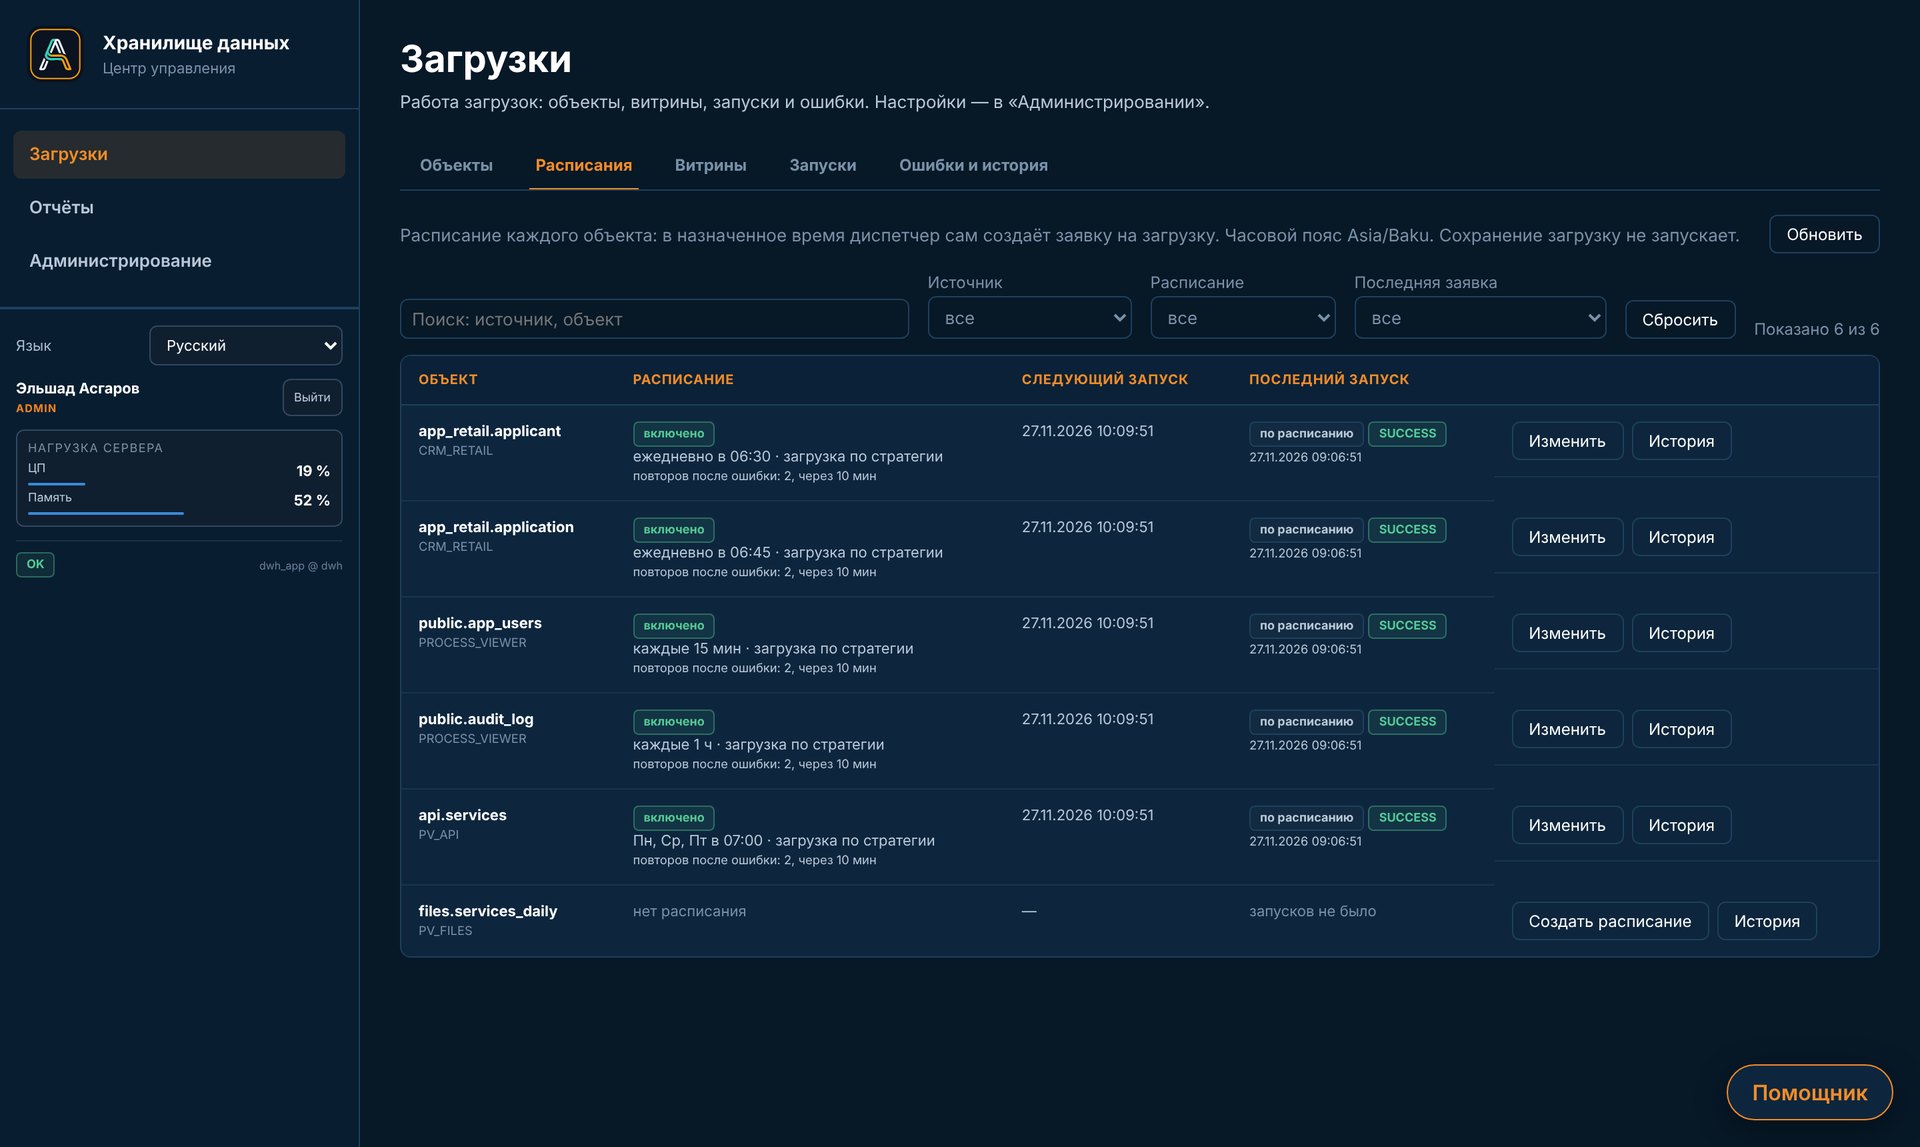 Хранилище данных
Центр управления
Загрузки
Отчёты
Администрирование
Язык
Русский
Эльшад Асгаров
ADMIN
Выйти
НАГРУЗКА СЕРВЕРА
ЦП 19 %
Память 52 %
OK
dwh_app @ dwh
Загрузки
Работа загрузок: объекты, витрины, запуски и ошибки. Настройки — в «Администрировании».
Объекты Расписания Витрины Запуски Ошибки и история
Расписание каждого объекта: в назначенное время диспетчер сам создаёт заявку на загрузку. Часовой пояс Asia/Baku. Сохранение загрузку не запускает.
Обновить
Источник Расписание Последняя заявка
Поиск: источник, объект все все все Сбросить Показано 6 из 6
ОБЪЕКТ РАСПИСАНИЕ СЛЕДУЮЩИЙ ЗАПУСК ПОСЛЕДНИЙ ЗАПУСК
app_retail.applicant
CRM_RETAIL
включено
ежедневно в 06:30 · загрузка по стратегии
повторов после ошибки: 2, через 10 мин
27.11.2026 10:09:51
по расписанию SUCCESS
27.11.2026 09:06:51
Изменить История
app_retail.application
CRM_RETAIL
включено
ежедневно в 06:45 · загрузка по стратегии
повторов после ошибки: 2, через 10 мин
27.11.2026 10:09:51
по расписанию SUCCESS
27.11.2026 09:06:51
Изменить История
public.app_users
PROCESS_VIEWER
включено
каждые 15 мин · загрузка по стратегии
повторов после ошибки: 2, через 10 мин
27.11.2026 10:09:51
по расписанию SUCCESS
27.11.2026 09:06:51
Изменить История
public.audit_log
PROCESS_VIEWER
включено
каждые 1 ч · загрузка по стратегии
повторов после ошибки: 2, через 10 мин
27.11.2026 10:09:51
по расписанию SUCCESS
27.11.2026 09:06:51
Изменить История
api.services
PV_API
включено
Пн, Ср, Пт в 07:00 · загрузка по стратегии
повторов после ошибки: 2, через 10 мин
27.11.2026 10:09:51
по расписанию SUCCESS
27.11.2026 09:06:51
Изменить История
files.services_daily
PV_FILES
нет расписания
—
запусков не было
Создать расписание История
Помощник